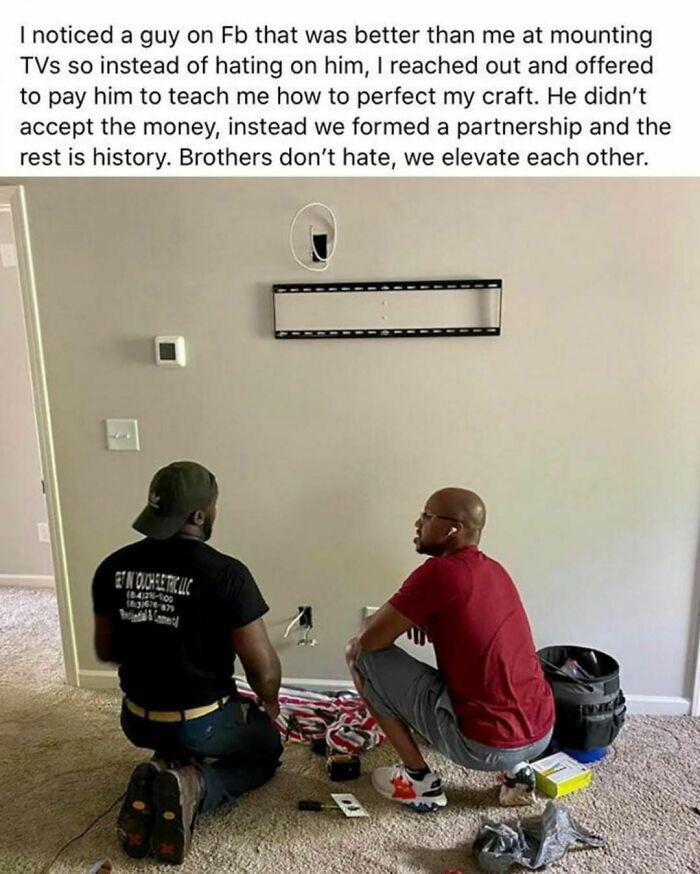 I noticed a guy on Fb that was better than me at mounting
TVs so instead of hating on him, I reached out and offered
to pay him to teach me how to perfect my craft. He didn't
accept the money, instead we formed a partnership and the
rest is history. Brothers don't hate, we elevate each other.
LLC